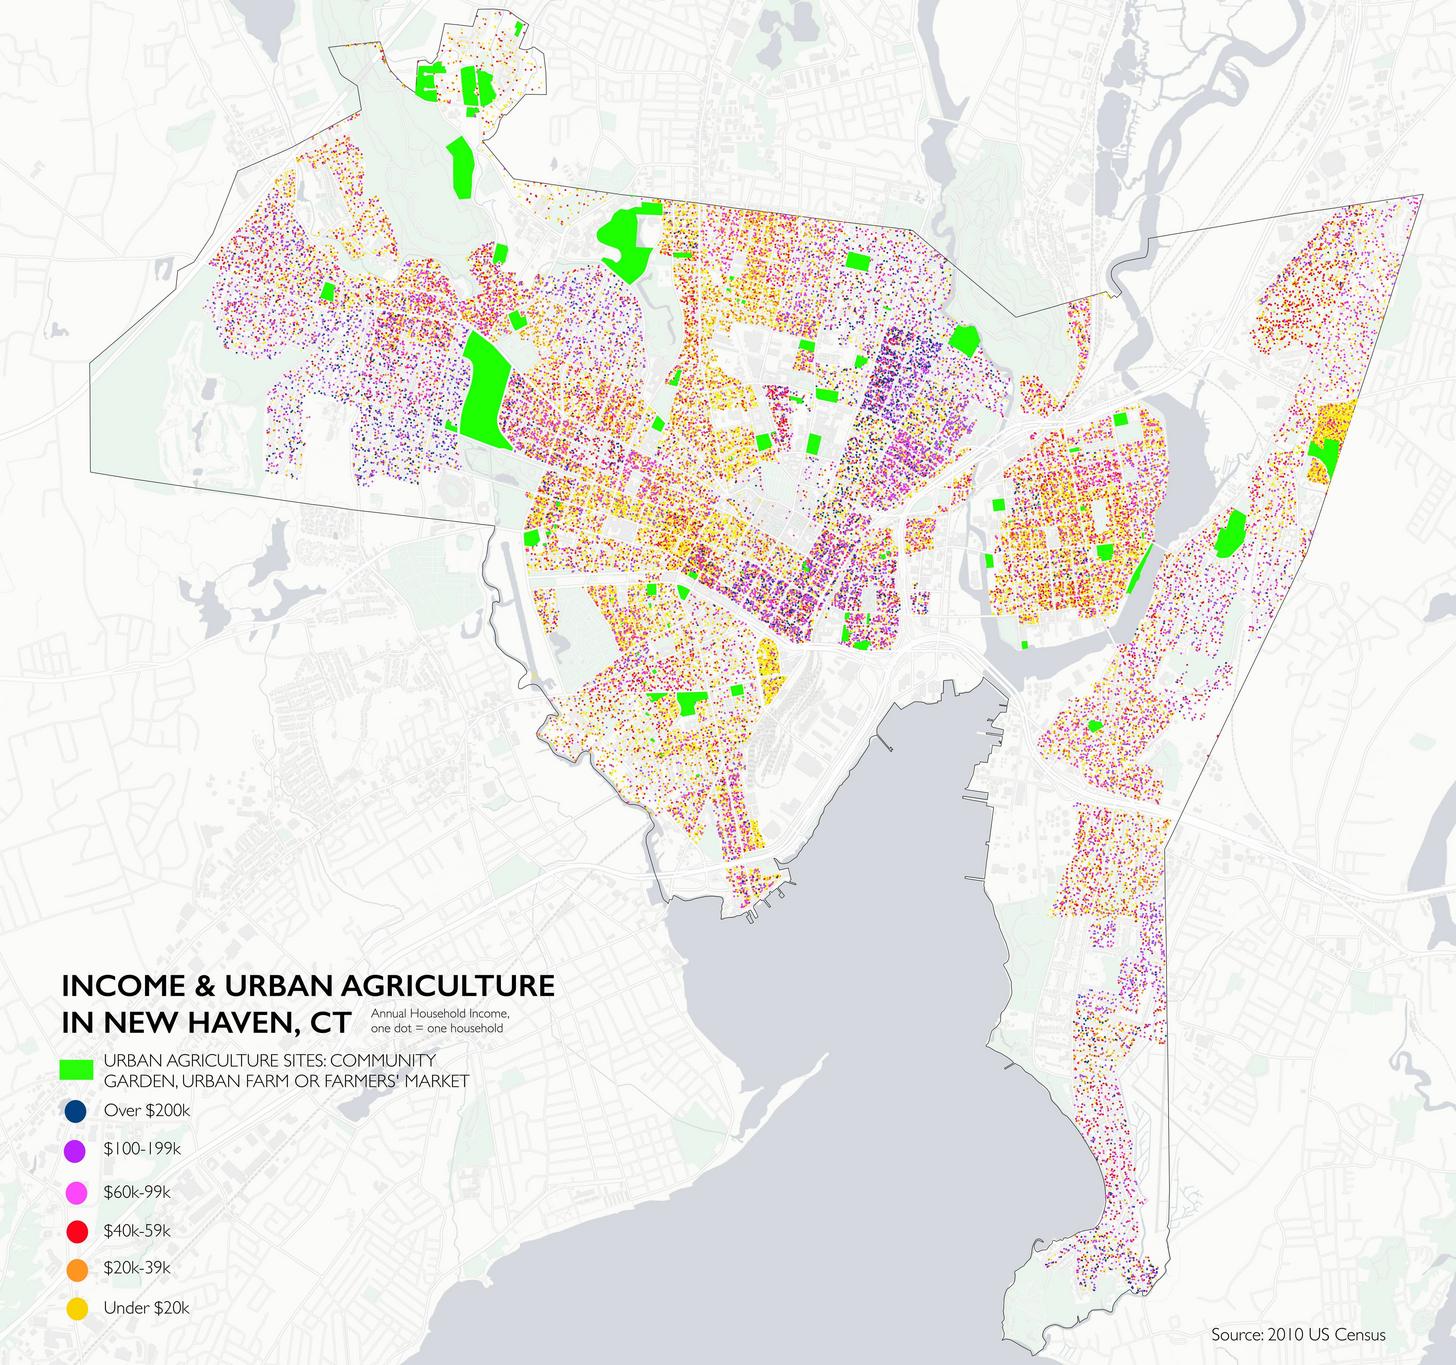 INCOME & URBAN AGRICULTURE
IN NEW HAVEN, CT
Annual Household Income,
one dot = one household
URBAN AGRICULTURE SITES: COMMUNITY
GARDEN, URBAN FARM OR FARMERS' MARKET
Over $200k
$100-199k
$60k-99k
$40k-59k
$20k-39k
Under $20k
Source: 2010 US Census